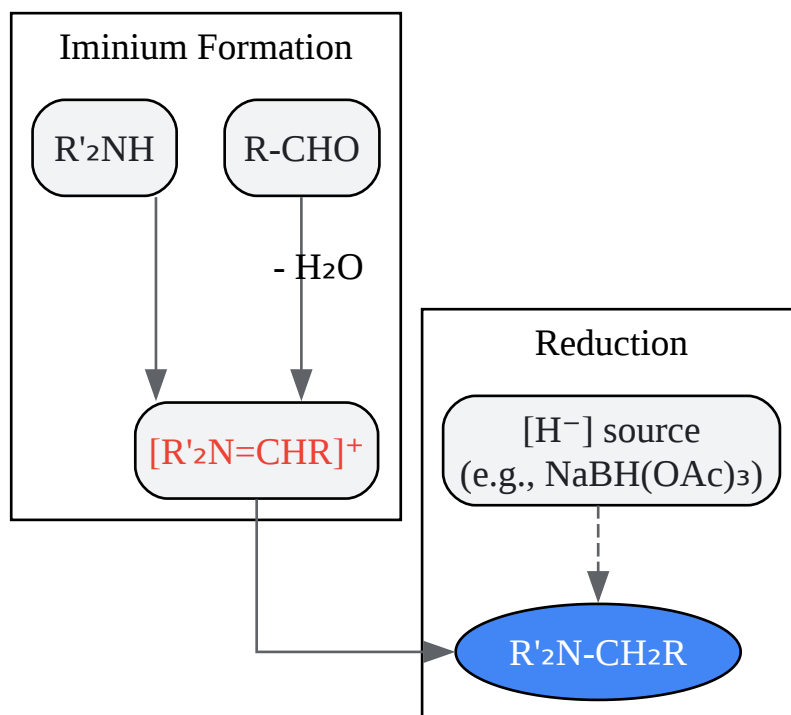 Iminium Formation
R'₂NH
R-CHO
- H₂O
[R'₂N=CHR]⁺
Reduction
[H⁻] source
(e.g., NaBH(OAc)₃)
R'₂N-CH₂R